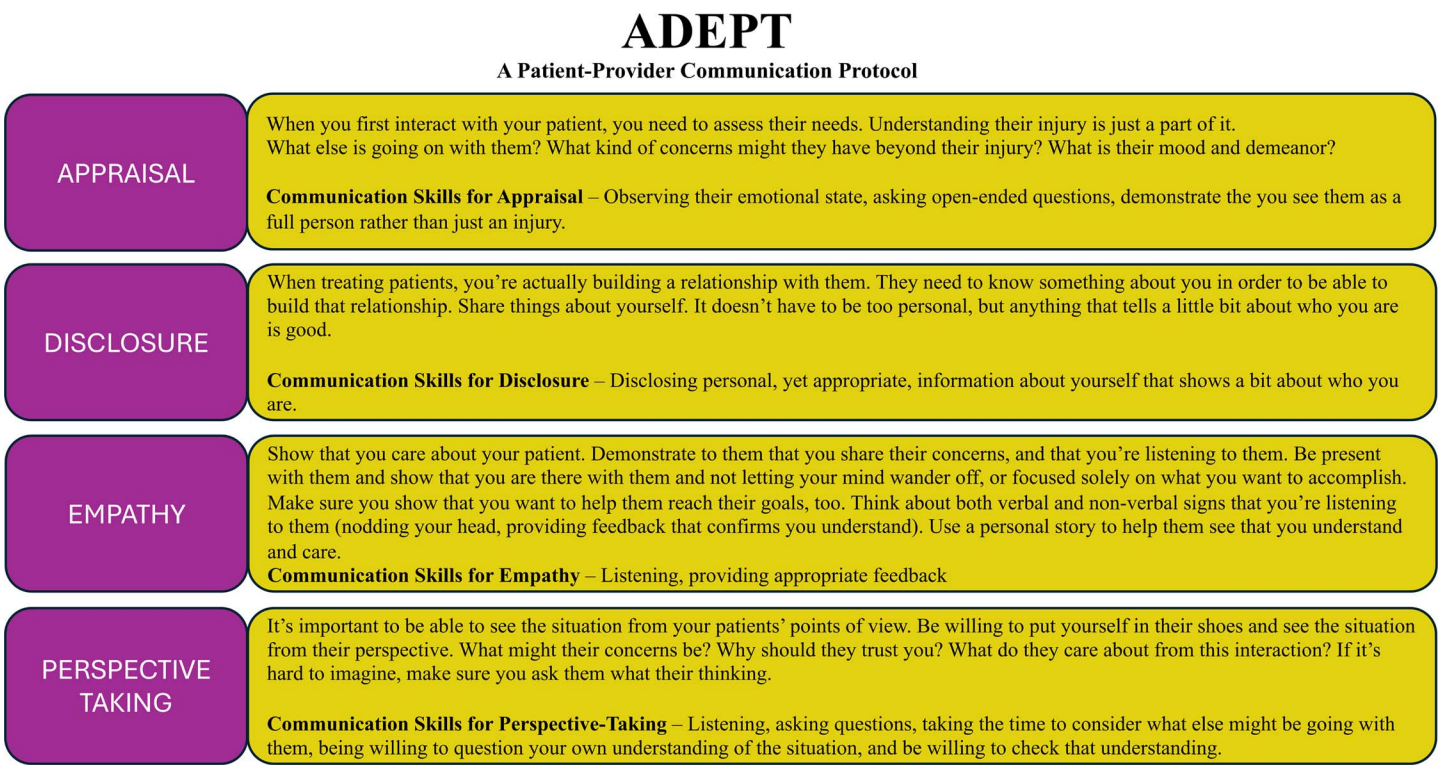 ADEPT
A Patient-Provider Communication Protocol
APPRAISAL
When you first interact with your patient, you need to assess their needs. Understanding their injury is just a part of it.
What else is going on with them? What kind of concerns might they have beyond their injury? What is their mood and demeanor?
Communication Skills for Appraisal – Observing their emotional state, asking open-ended questions, demonstrate the you see them as a
full person rather than just an injury.
DISCLOSURE
When treating patients, you’re actually building a relationship with them. They need to know something about you in order to be able to
build that relationship. Share things about yourself. It doesn’t have to be too personal, but anything that tells a little bit about who you are
is good.
Communication Skills for Disclosure – Disclosing personal, yet appropriate, information about yourself that shows a bit about who you
are.
EMPATHY
Show that you care about your patient. Demonstrate to them that you share their concerns, and that you’re listening to them. Be present
with them and show that you are there with them and not letting your mind wander off, or focused solely on what you want to accomplish.
Make sure you show that you want to help them reach their goals, too. Think about both verbal and non-verbal signs that you’re listening
to them (nodding your head, providing feedback that confirms you understand). Use a personal story to help them see that you understand
and care.
Communication Skills for Empathy – Listening, providing appropriate feedback
PERSPECTIVE
TAKING
It’s important to be able to see the situation from your patients’ points of view. Be willing to put yourself in their shoes and see the situation
from their perspective. What might their concerns be? Why should they trust you? What do they care about from this interaction? If it’s
hard to imagine, make sure you ask them what their thinking.
Communication Skills for Perspective-Taking – Listening, asking questions, taking the time to consider what else might be going with
them, being willing to question your own understanding of the situation, and be willing to check that understanding.